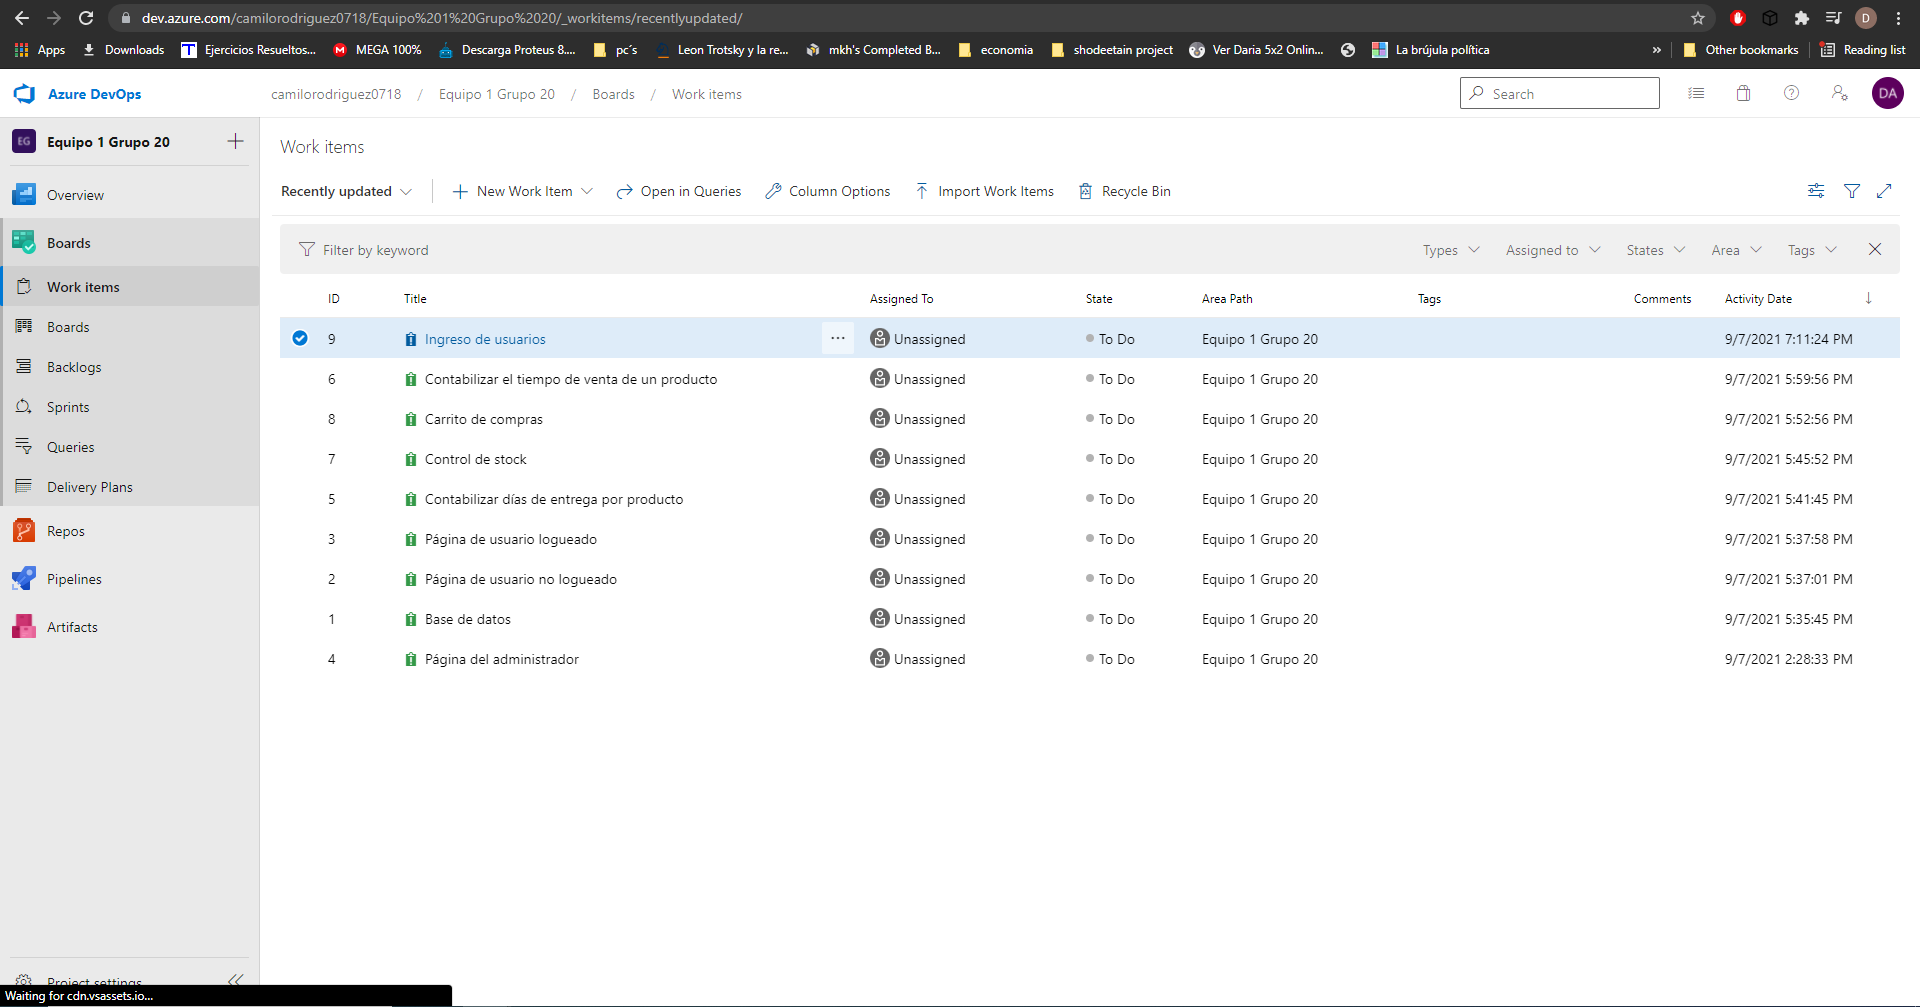 dev.azure.com/camilorodriguez0718/Equipo%201%20Grupo%2020/_workitems/recentlyupdated/
D
Apps Downloads T Ejercicios Resueltos... M MEGA 100% Descarga Proteus 8.... pc´s Leon Trotsky y la re... mkh's Completed B... economia shodeetain project Ver Daria 5x2 Onlin... La brújula política » Other bookmarks Reading list
Azure DevOps camilorodriguez0718 / Equipo 1 Grupo 20 / Boards / Work items Search DA
EG Equipo 1 Grupo 20
Overview
Boards
Work items
Boards
Backlogs
Sprints
Queries
Delivery Plans
Repos
Pipelines
Artifacts
Project settings
Waiting for cdn.vsassets.io...
Work items
Recently updated New Work Item Open in Queries Column Options Import Work Items Recycle Bin
Filter by keyword Types Assigned to States Area Tags
ID Title Assigned To State Area Path Tags Comments Activity Date ↓
9 Ingreso de usuarios ... Unassigned To Do Equipo 1 Grupo 20 9/7/2021 7:11:24 PM
6 Contabilizar el tiempo de venta de un producto Unassigned To Do Equipo 1 Grupo 20 9/7/2021 5:59:56 PM
8 Carrito de compras Unassigned To Do Equipo 1 Grupo 20 9/7/2021 5:52:56 PM
7 Control de stock Unassigned To Do Equipo 1 Grupo 20 9/7/2021 5:45:52 PM
5 Contabilizar días de entrega por producto Unassigned To Do Equipo 1 Grupo 20 9/7/2021 5:41:45 PM
3 Página de usuario logueado Unassigned To Do Equipo 1 Grupo 20 9/7/2021 5:37:58 PM
2 Página de usuario no logueado Unassigned To Do Equipo 1 Grupo 20 9/7/2021 5:37:01 PM
1 Base de datos Unassigned To Do Equipo 1 Grupo 20 9/7/2021 5:35:45 PM
4 Página del administrador Unassigned To Do Equipo 1 Grupo 20 9/7/2021 2:28:33 PM